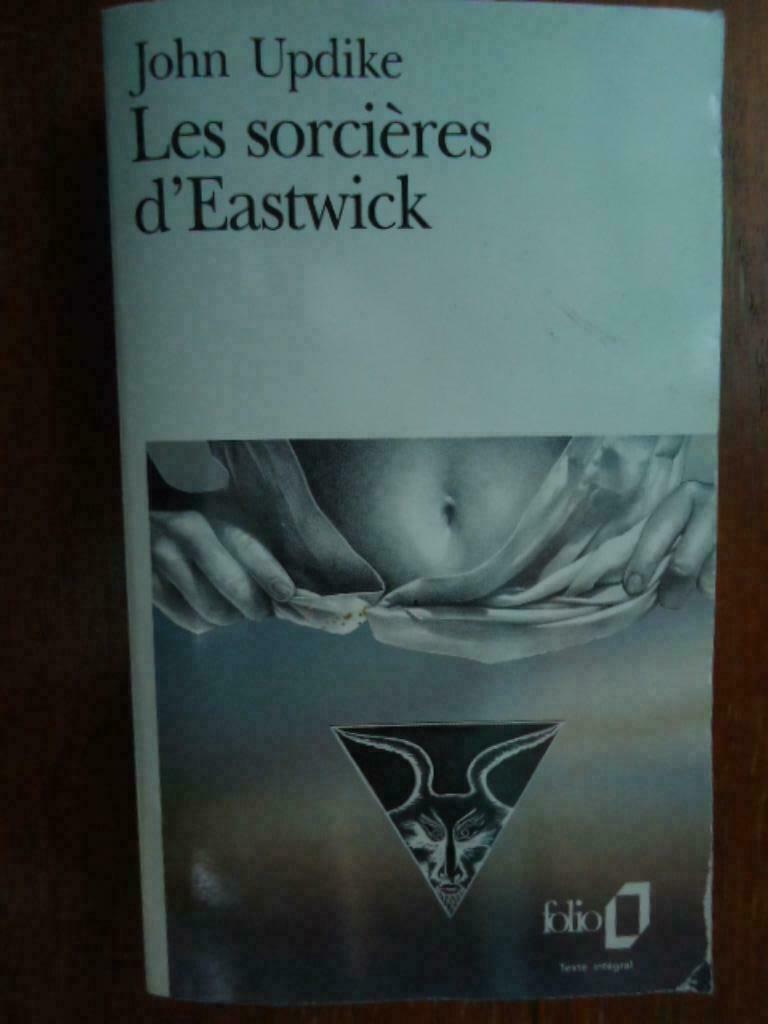 John Updike
Les sorcières
d'Eastwick
folio
Texte intégral